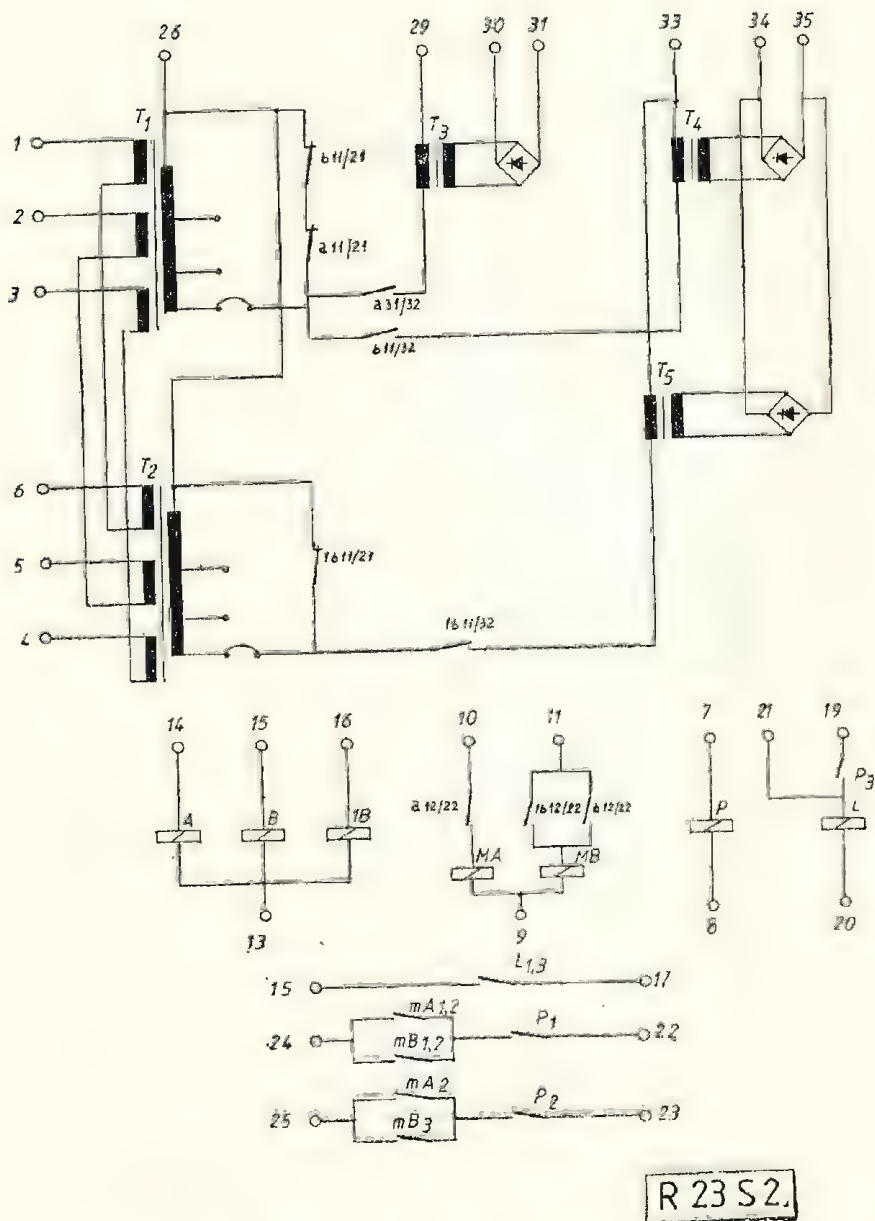 26 29 30 31 33 34 35
T1 T3 T4
1
b11/21
2
a11/21
3
a31/32
b11/32
T5
T2
6
1b11/21
5
1b11/32
4
14 15 16 10 11 7 21 19
P3
a12/22 1b12/22 b12/22
A B 1B P L
MA MB
13 9 8 20
L1,3
15 17
mA1,2
P1
24 22
mB1,2
mA2
P2
25 23
mB3
R 23 S 2.